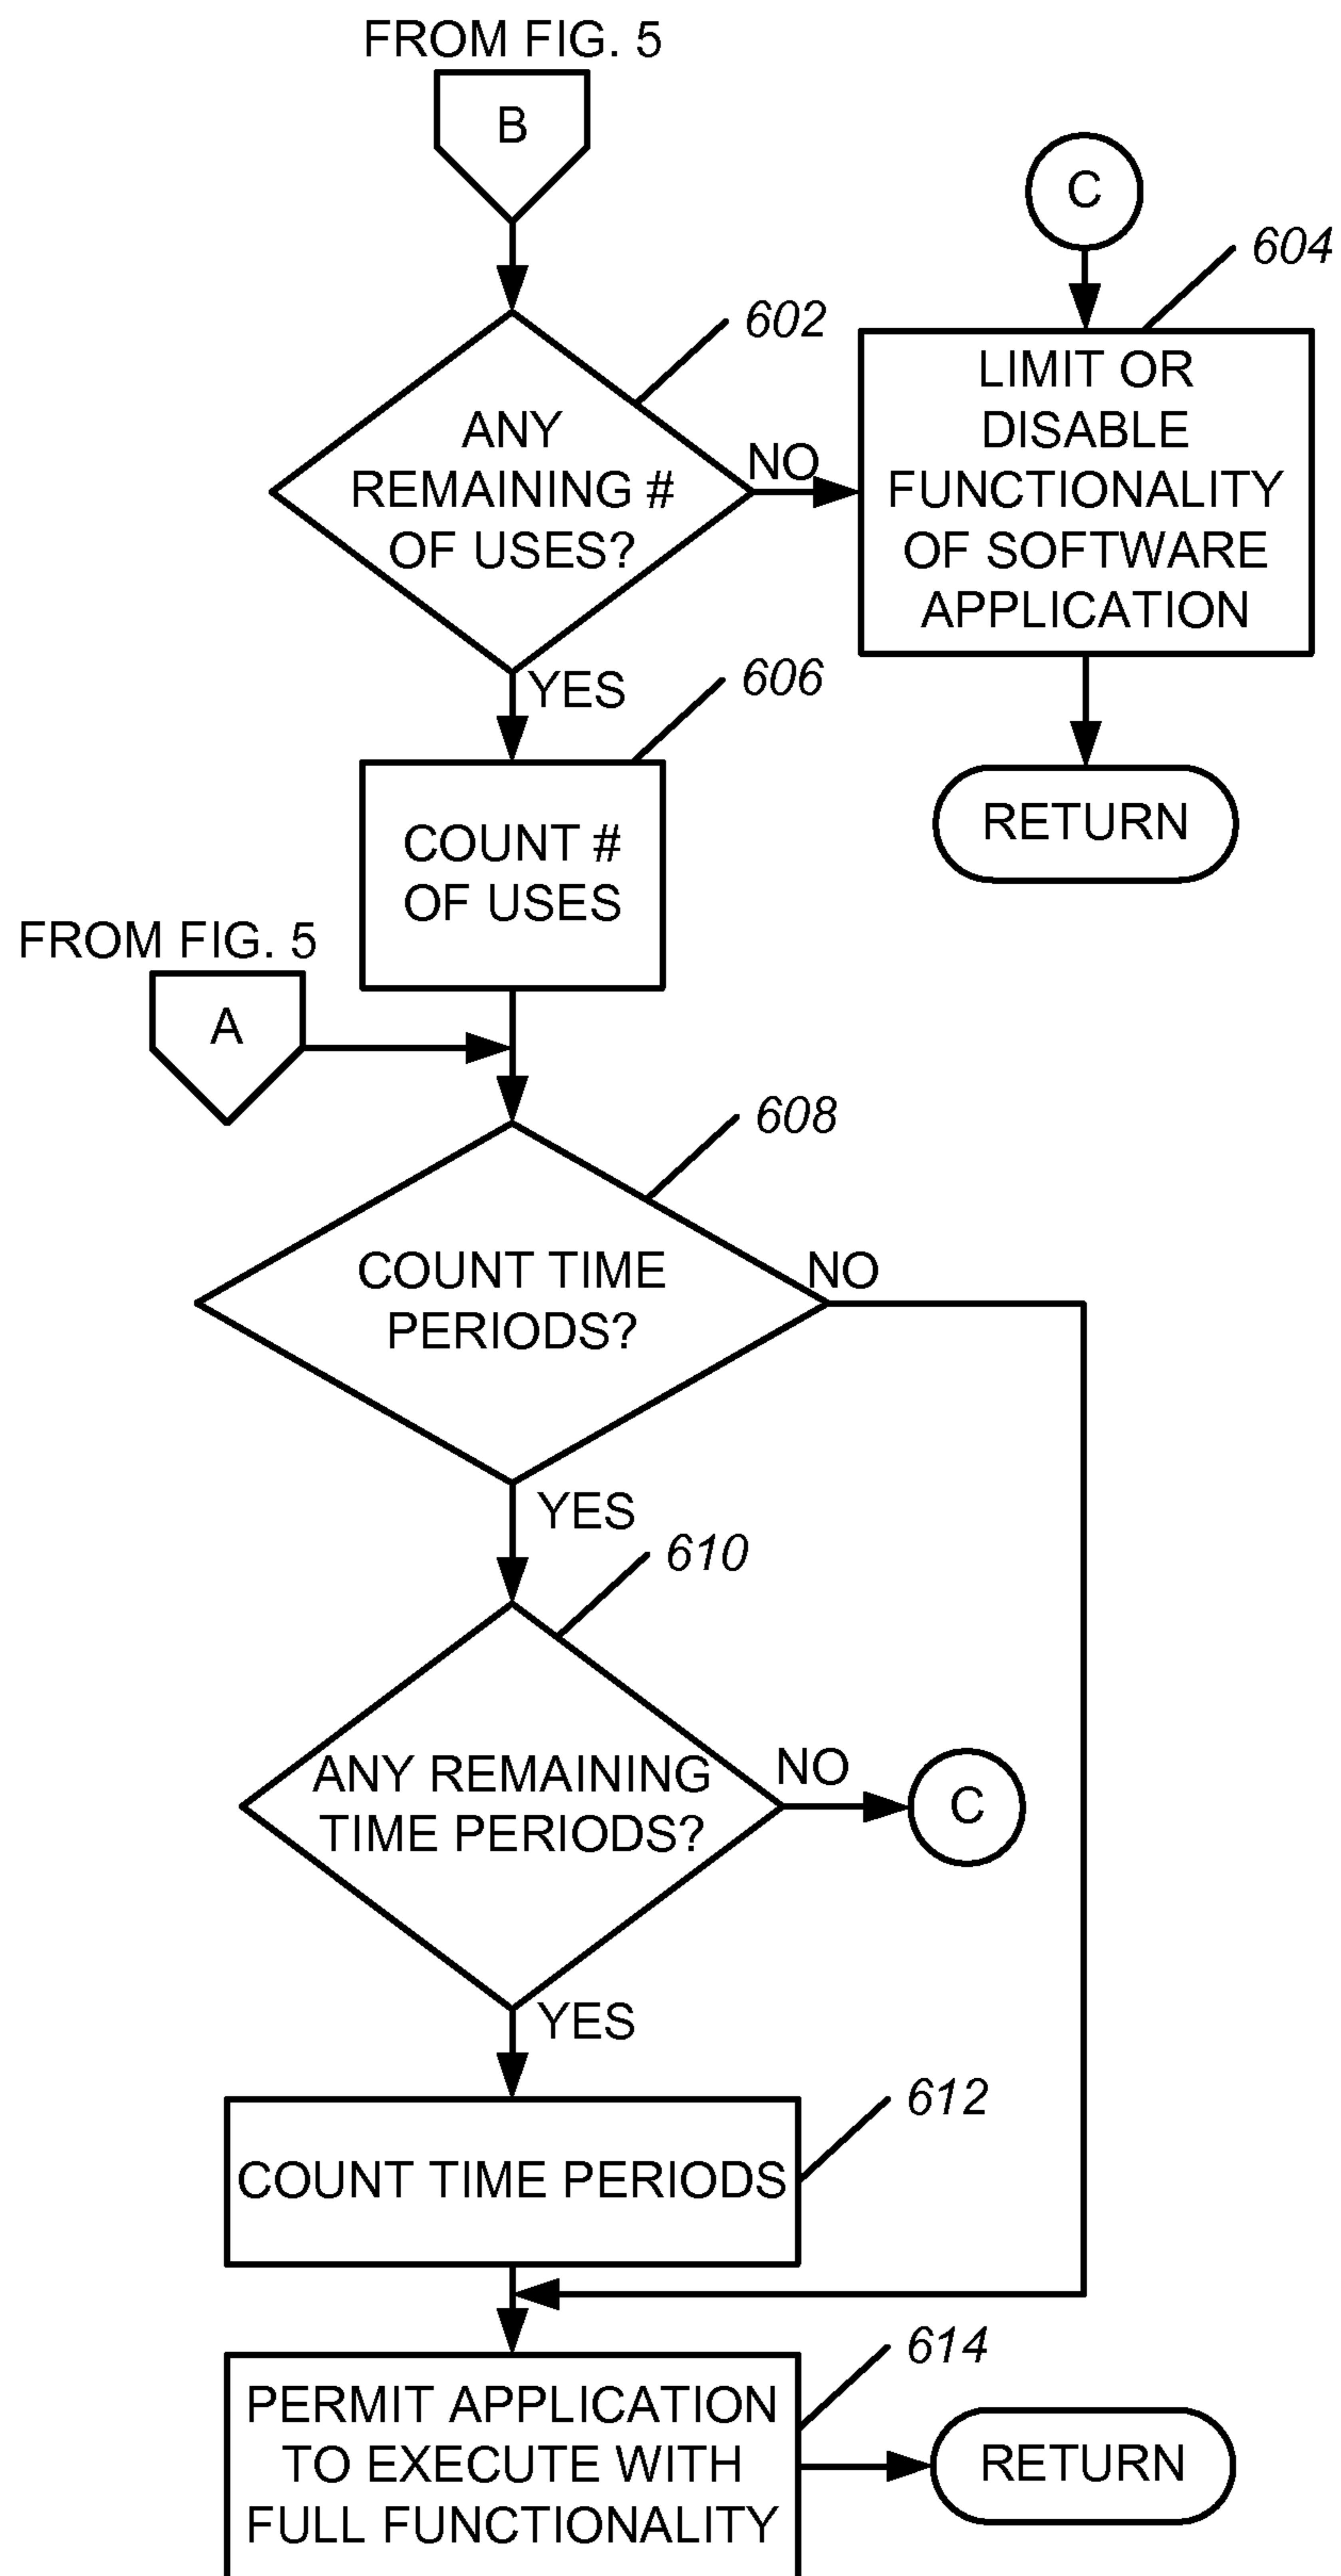 FROM FIG. 5
B
C
604
602
ANY
REMAINING #
OF USES?
NO
LIMIT OR
DISABLE
FUNCTIONALITY
OF SOFTWARE
APPLICATION
YES
606
RETURN
COUNT #
OF USES
FROM FIG. 5
A
608
COUNT TIME
PERIODS?
NO
YES
610
ANY REMAINING
TIME PERIODS?
NO
C
YES
612
COUNT TIME PERIODS
614
PERMIT APPLICATION
TO EXECUTE WITH
FULL FUNCTIONALITY
RETURN